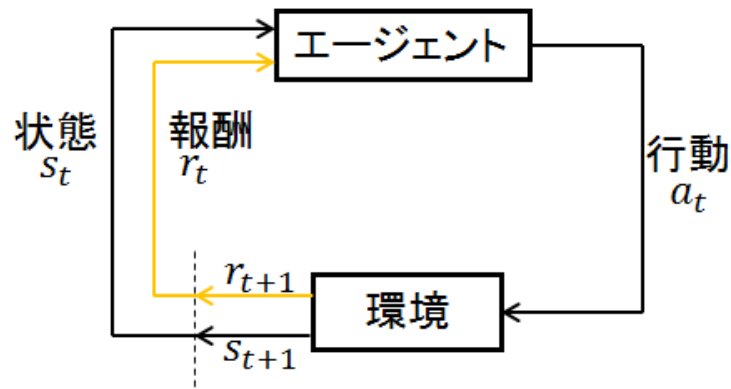 エージェント
状態
s_t
報酬
r_t
行動
a_t
r_{t+1}
環境
s_{t+1}